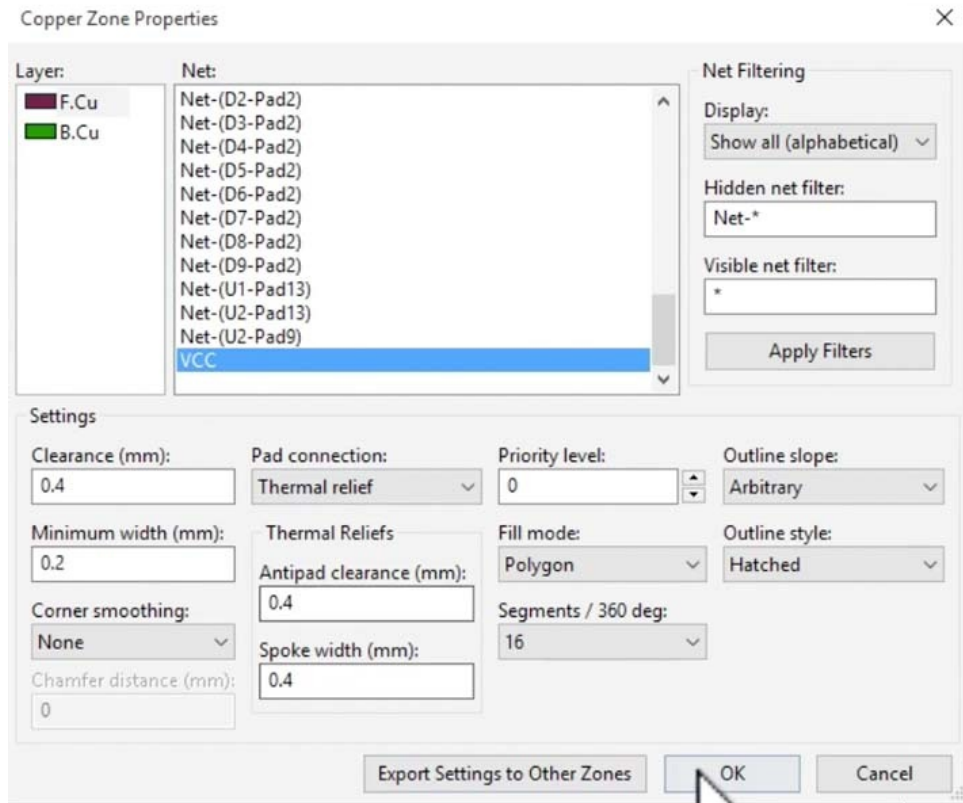 Copper Zone Properties
Layer:
F.Cu
B.Cu
Net:
Net-(D2-Pad2)
Net-(D3-Pad2)
Net-(D4-Pad2)
Net-(D5-Pad2)
Net-(D6-Pad2)
Net-(D7-Pad2)
Net-(D8-Pad2)
Net-(D9-Pad2)
Net-(U1-Pad13)
Net-(U2-Pad13)
Net-(U2-Pad9)
VCC
Net Filtering
Display:
Show all (alphabetical)
Hidden net filter:
Net-*
Visible net filter:
*
Apply Filters
Settings
Clearance (mm):
0.4
Minimum width (mm):
0.2
Corner smoothing:
None
Chamfer distance (mm):
0
Pad connection:
Thermal relief
Thermal Reliefs
Antipad clearance (mm):
0.4
Spoke width (mm):
0.4
Priority level:
0
Fill mode:
Polygon
Segments / 360 deg:
16
Outline slope:
Arbitrary
Outline style:
Hatched
Export Settings to Other Zones
OK
Cancel